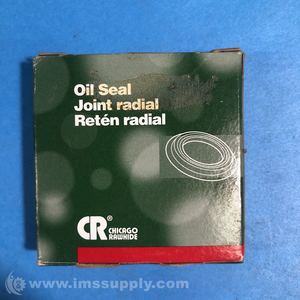 Oil Seal
Joint radial
Retén radial
CR® CHICAGO
RAWHIDE
© www.imssupply.com